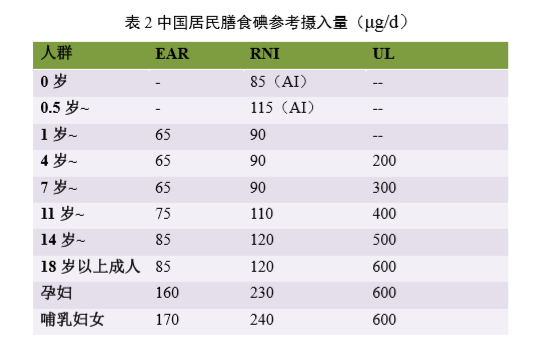 表 2 中国居民膳食碘参考摄入量（μg/d）
人群 EAR RNI UL
0 岁 - 85（AI） --
0.5 岁~ - 115（AI） --
1 岁~ 65 90 --
4 岁~ 65 90 200
7 岁~ 65 90 300
11 岁~ 75 110 400
14 岁~ 85 120 500
18 岁以上成人 85 120 600
孕妇 160 230 600
哺乳妇女 170 240 600